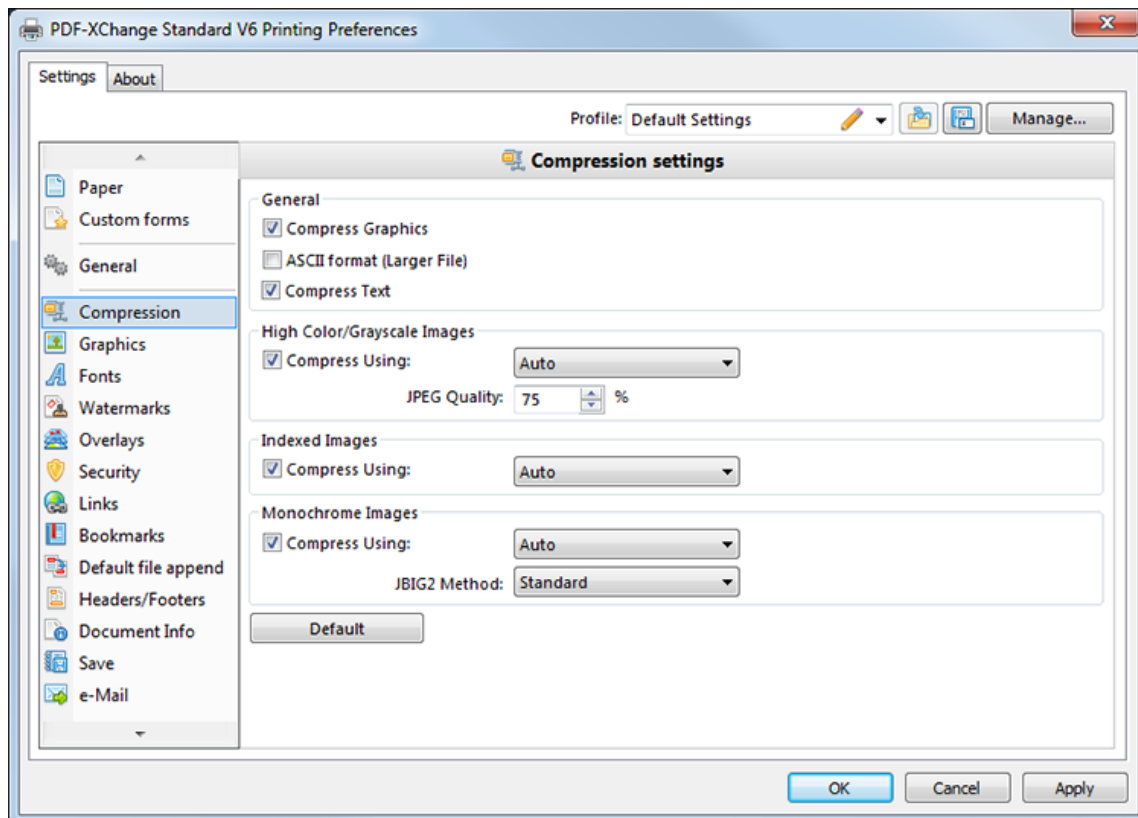 PDF-XChange Standard V6 Printing Preferences
Settings
About
Profile: Default Settings
Manage...
Paper
Custom forms
General
Compression
Graphics
Fonts
Watermarks
Overlays
Security
Links
Bookmarks
Default file append
Headers/Footers
Document Info
Save
e-Mail
Compression settings
General
Compress Graphics
ASCII format (Larger File)
Compress Text
High Color/Grayscale Images
Compress Using: Auto
JPEG Quality: 75 %
Indexed Images
Compress Using: Auto
Monochrome Images
Compress Using: Auto
JBIG2 Method: Standard
Default
OK Cancel Apply